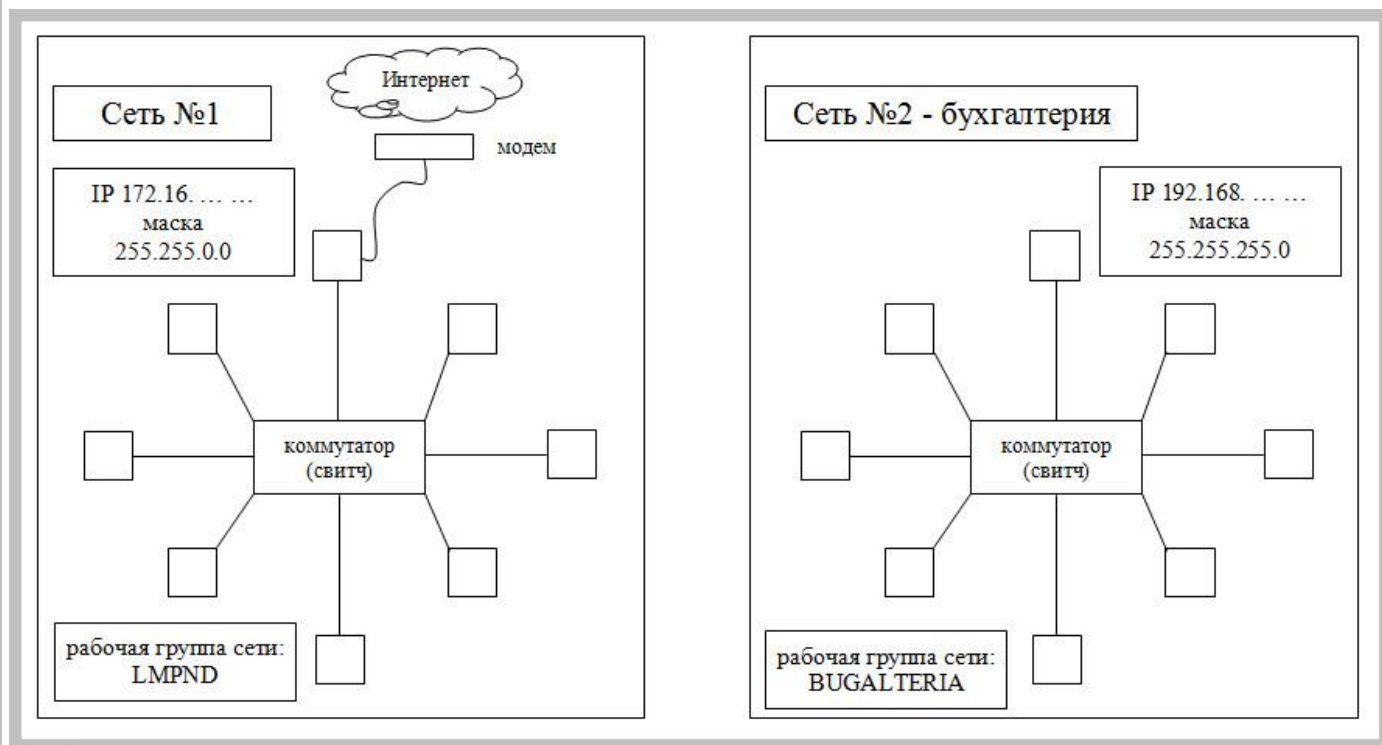 Интернет
Сеть №1
модем
IP 172.16. … …
маска
255.255.0.0
коммутатор
(свитч)
рабочая группа сети:
LMPND
Сеть №2 - бухгалтерия
IP 192.168. … …
маска
255.255.255.0
коммутатор
(свитч)
рабочая группа сети:
BUGALTERIA